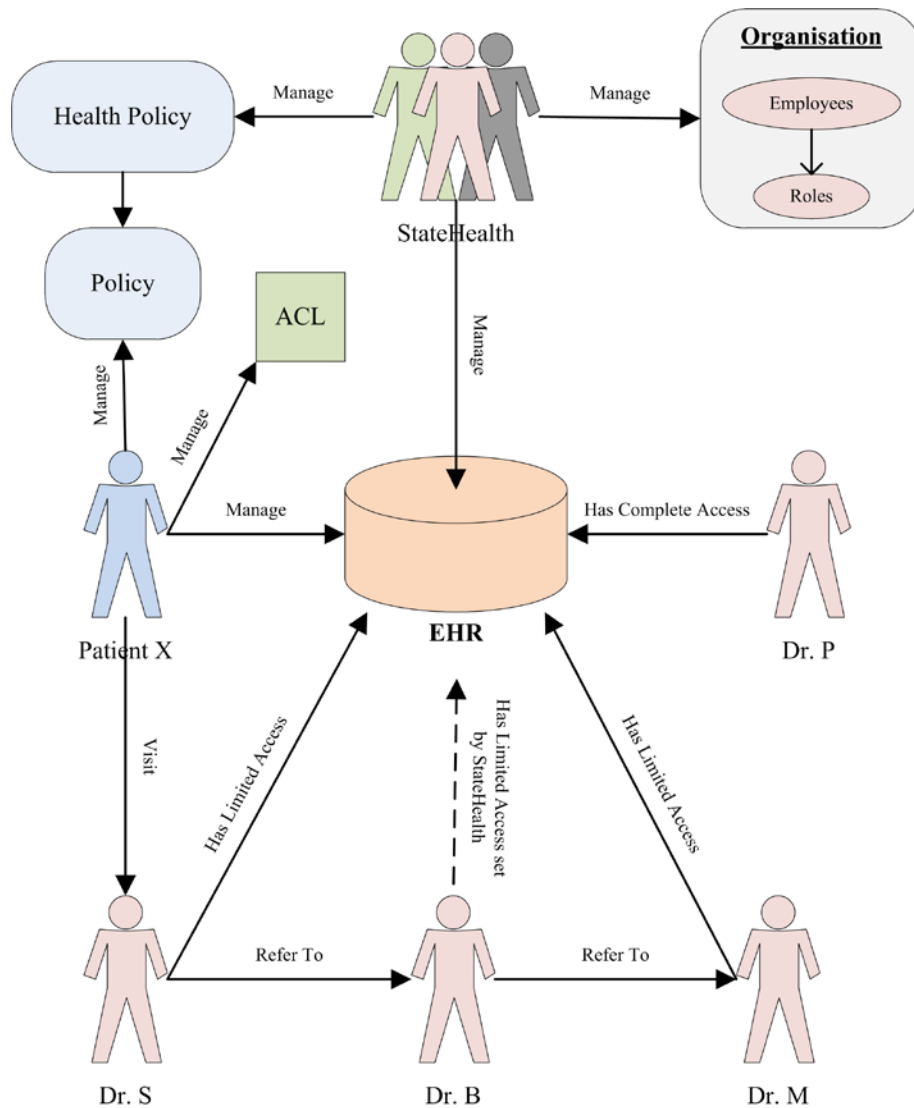 Organisation
Employees
Roles
Manage
Manage
Health Policy
StateHealth
Policy
ACL
Manage
Manage
Manage
Manage
Has Complete Access
EHR
Patient X
Dr. P
Visit
Has Limited Access
Has Limited Access set
by StateHealth
Has Limited Access
Refer To
Refer To
Dr. S
Dr. B
Dr. M